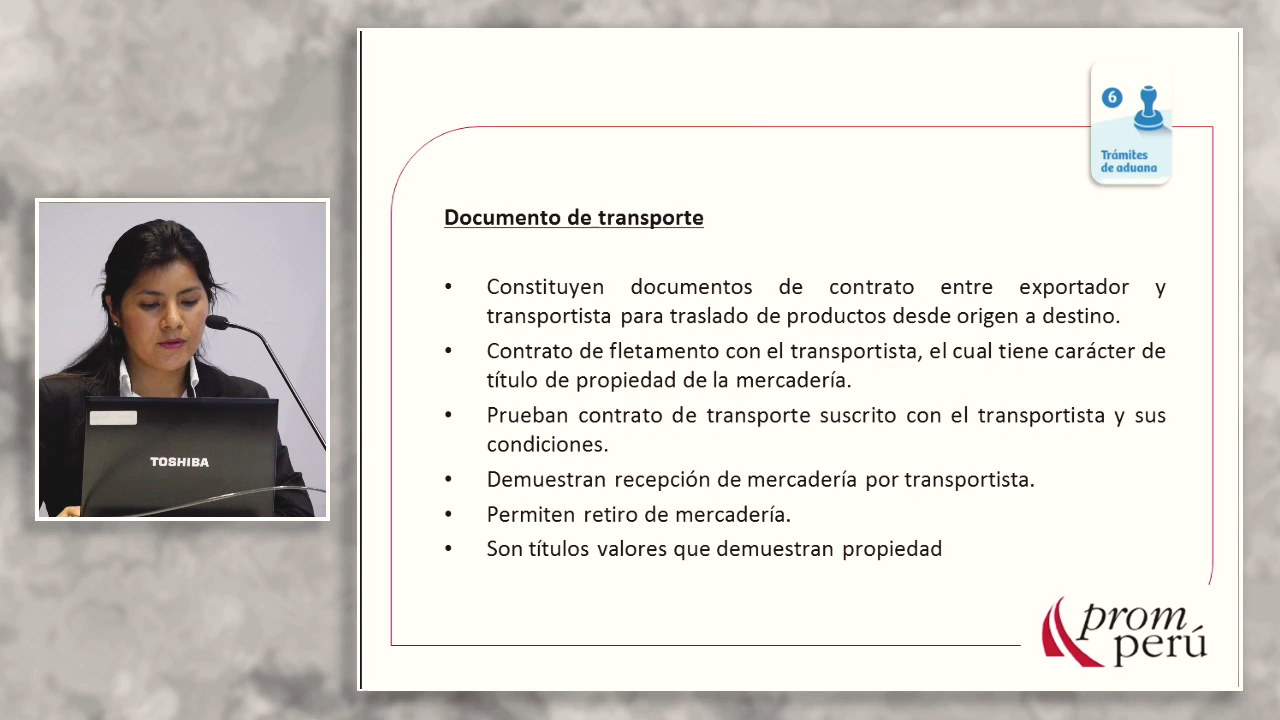 6
Trámites
de aduana
Documento de transporte
• Constituyen documentos de contrato entre exportador y
transportista para traslado de productos desde origen a destino.
• Contrato de fletamento con el transportista, el cual tiene carácter de
título de propiedad de la mercadería.
• Prueban contrato de transporte suscrito con el transportista y sus
condiciones.
• Demuestran recepción de mercadería por transportista.
• Permiten retiro de mercadería.
• Son títulos valores que demuestran propiedad
TOSHIBA
prom
perú